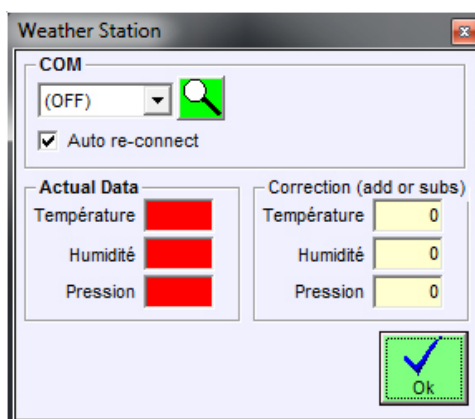 Weather Station
COM
(OFF)
Auto re-connect
Actual Data
Température
Humidité
Pression
Correction (add or subs)
Température 0
Humidité 0
Pression 0
Ok